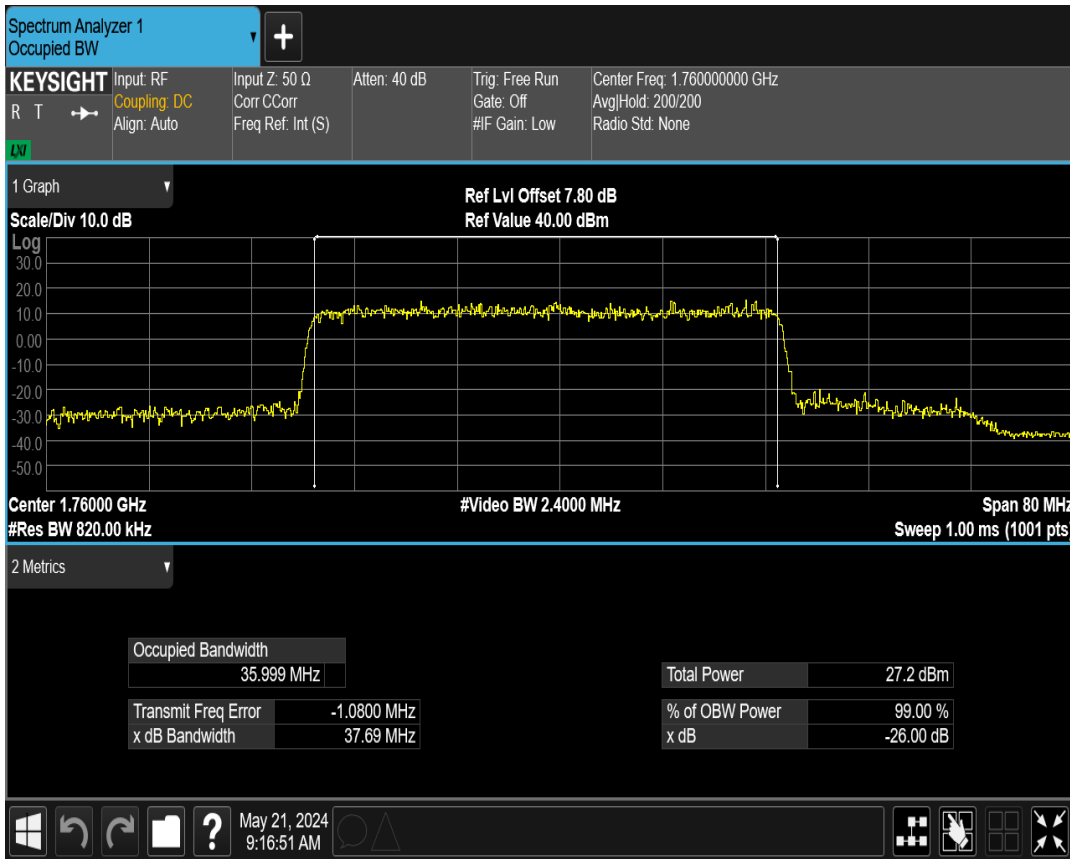 Spectrum Analyzer 1
Occupied BW
+
KEYSIGHT
R T
LXI
Input: RF
Coupling: DC
Align: Auto
Input Z: 50 Ω
Corr CCorr
Freq Ref: Int (S)
Atten: 40 dB
Trig: Free Run
Gate: Off
#IF Gain: Low
Center Freq: 1.760000000 GHz
Avg|Hold: 200/200
Radio Std: None
1 Graph
Ref Lvl Offset 7.80 dB
Scale/Div 10.0 dB
Ref Value 40.00 dBm
Log
30.0
20.0
10.0
0.00
-10.0
-20.0
-30.0
-40.0
-50.0
Center 1.76000 GHz
#Video BW 2.4000 MHz
Span 80 MHz
#Res BW 820.00 kHz
Sweep 1.00 ms (1001 pts)
2 Metrics
Occupied Bandwidth
35.999 MHz
Total Power 27.2 dBm
Transmit Freq Error -1.0800 MHz
% of OBW Power 99.00 %
x dB Bandwidth 37.69 MHz
x dB -26.00 dB
?
May 21, 2024
9:16:51 AM